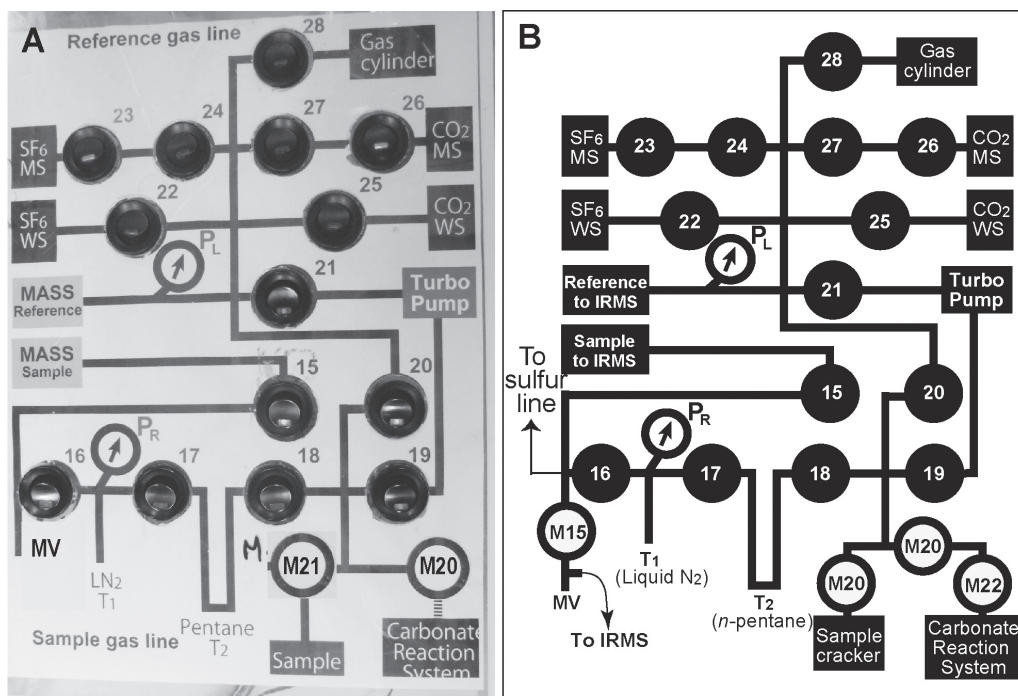 A
Reference gas line
28
Gas
cylinder
23
24
27
26
SF6
MS
CO2
MS
22
25
SF6
WS
CO2
WS
PL
21
MASS
Reference
Turbo
Pump
MASS
Sample
15
20
PR
16
17
18
19
MV
M.
M21
M20
LN2
T1
Pentane
T2
Sample gas line
Sample
Carbonate
Reaction
System
B
28
Gas
cylinder
SF6
MS
23
24
27
26
CO2
MS
SF6
WS
22
25
CO2
WS
PL
Reference
to IRMS
21
Turbo
Pump
Sample
to IRMS
To
sulfur
line
15
20
PR
16
17
18
19
M15
M20
T1
(Liquid N2)
MV
M20
M22
T2
(n-pentane)
To IRMS
Sample
cracker
Carbonate
Reaction
System